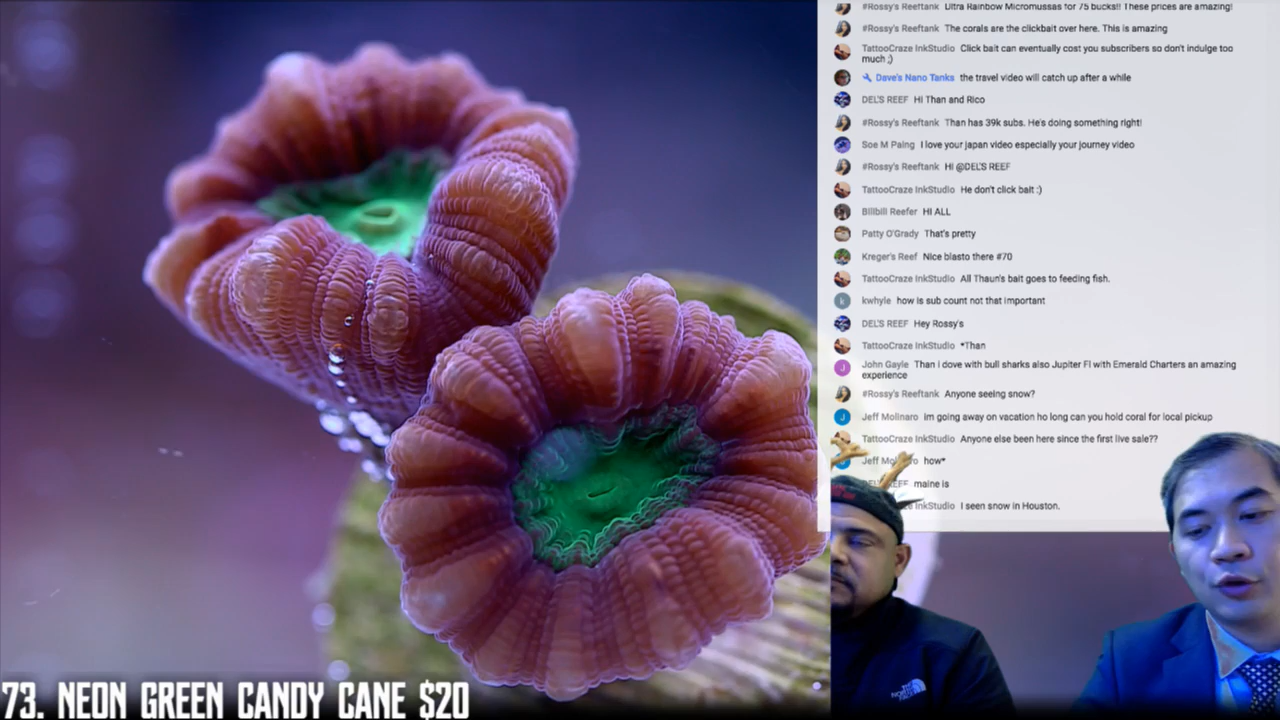 #Rossy's Reeftank Ultra Rainbow Micromussas for 75 bucks!! These prices are amazing!
#Rossy's Reeftank The corals are the clickbait over here. This is amazing
TattooCraze InkStudio Click bait can eventually cost you subscribers so don't indulge too
much ;)
Dave's Nano Tanks the travel video will catch up after a while
DEL'S REEF Hi Than and Rico
#Rossy's Reeftank Than has 39k subs. He's doing something right!
Soe M Paing I love your japan video especially your journey video
#Rossy's Reeftank Hi @DEL'S REEF
TattooCraze InkStudio He don't click bait :)
Billbill Reefer HI ALL
Patty O'Grady That's pretty
Kreger's Reef Nice blasto there #70
TattooCraze InkStudio All Thaun's bait goes to feeding fish.
k kwhyle how is sub count not that important
DEL'S REEF Hey Rossy's
TattooCraze InkStudio *Than
J John Gayle Than I dove with bull sharks also Jupiter Fl with Emerald Charters an amazing
experience
#Rossy's Reeftank Anyone seeing snow?
J Jeff Molinaro im going away on vacation ho long can you hold coral for local pickup
TattooCraze InkStudio Anyone else been here since the first live sale??
Jeff Mol ro how*
EEF maine is
InkStudio I seen snow in Houston.
THE NORTH FACE
73. NEON GREEN CANDY CANE $20